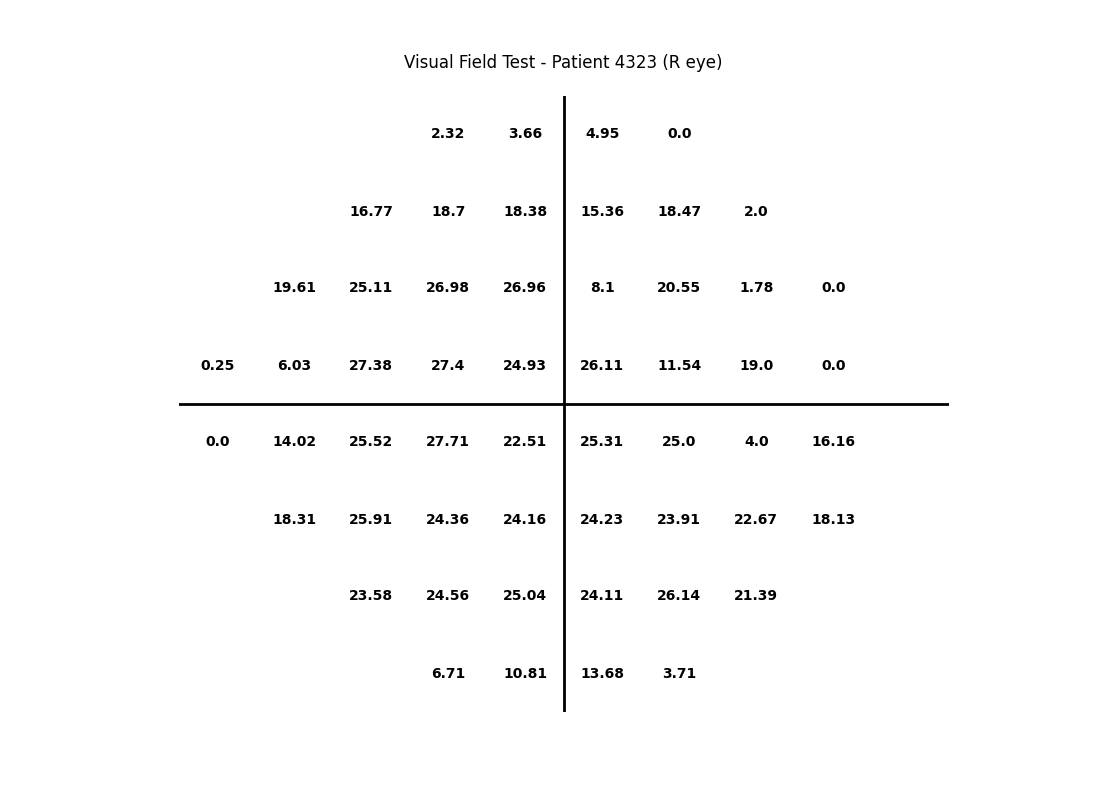 Visual Field Test - Patient 4323 (R eye)
2.32 3.66 4.95 0.0
16.77 18.7 18.38 15.36 18.47 2.0
19.61 25.11 26.98 26.96 8.1 20.55 1.78 0.0
0.25 6.03 27.38 27.4 24.93 26.11 11.54 19.0 0.0
0.0 14.02 25.52 27.71 22.51 25.31 25.0 4.0 16.16
18.31 25.91 24.36 24.16 24.23 23.91 22.67 18.13
23.58 24.56 25.04 24.11 26.14 21.39
6.71 10.81 13.68 3.71